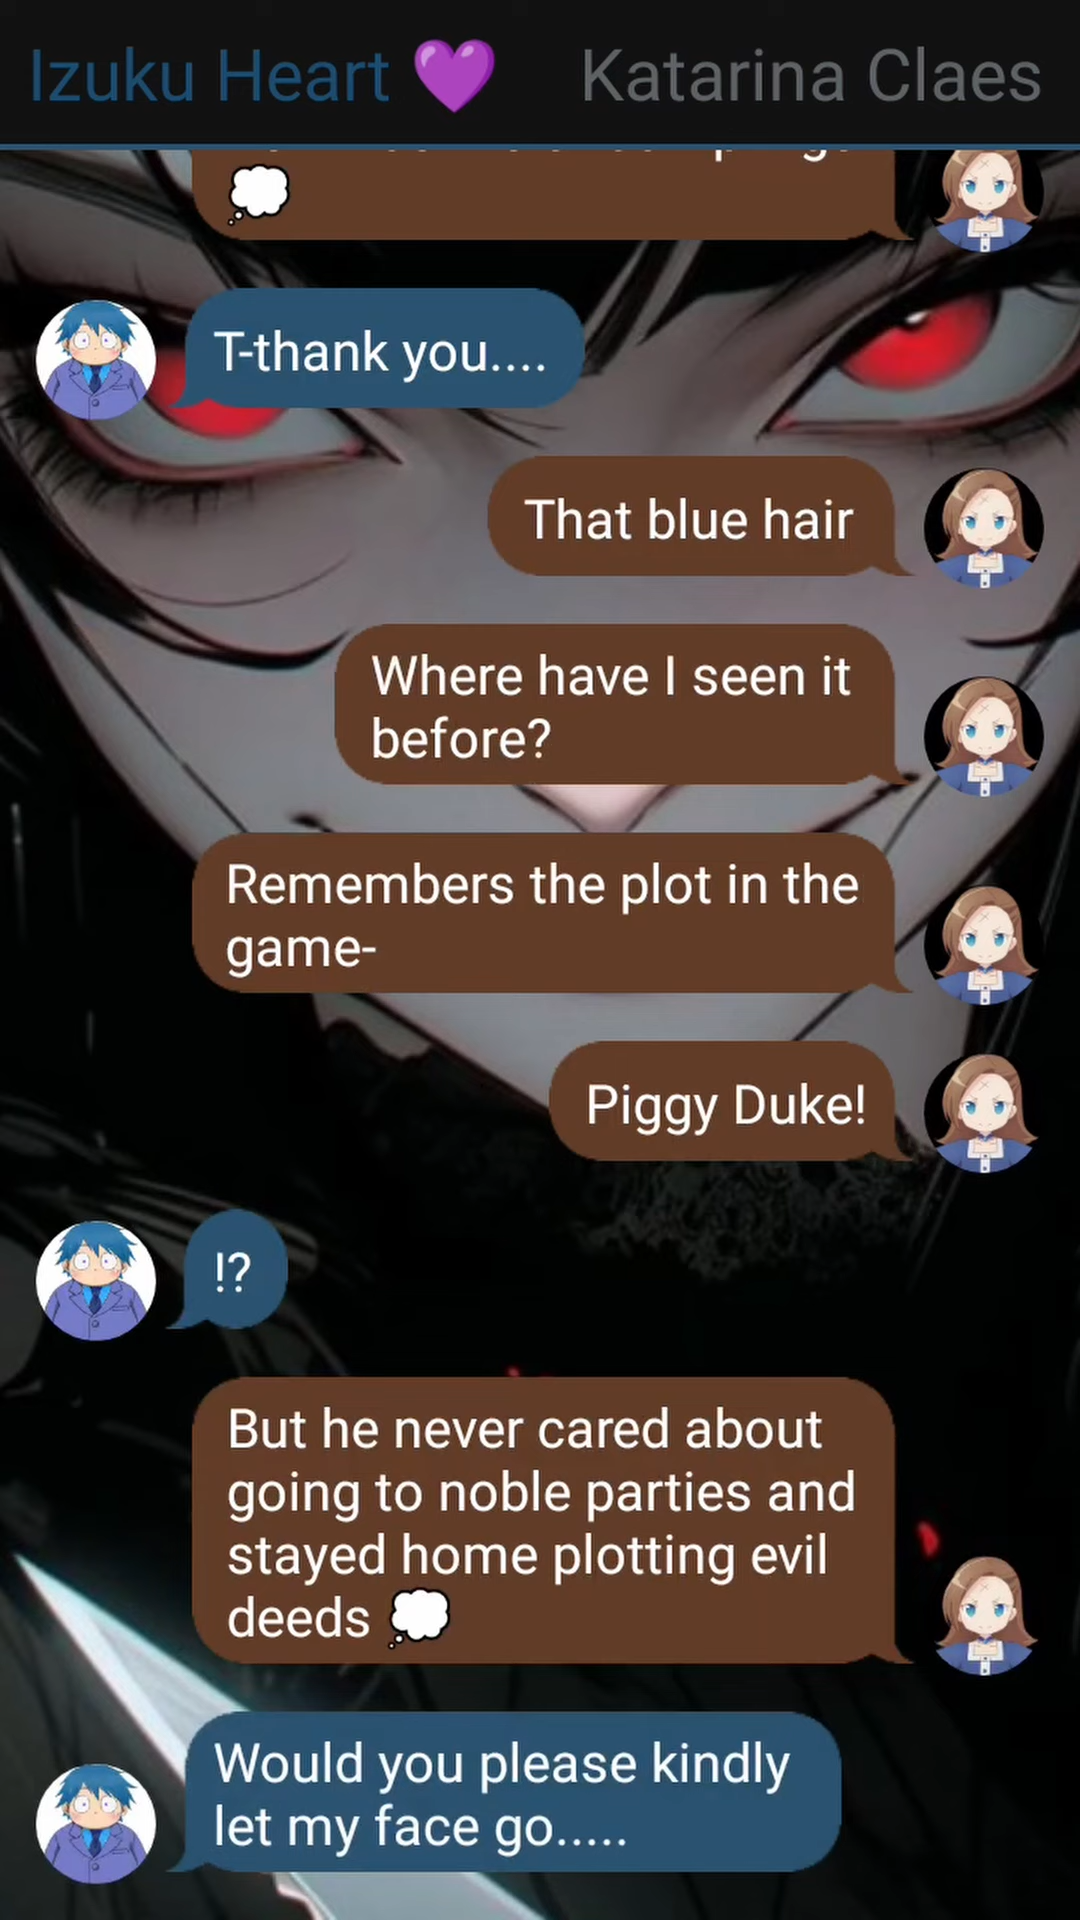 Izuku Heart 💜 Katarina Claes
💭
T-thank you....
That blue hair
Where have I seen it
before?
Remembers the plot in the
game-
Piggy Duke!
!?
But he never cared about
going to noble parties and
stayed home plotting evil
deeds 💭
Would you please kindly
let my face go.....